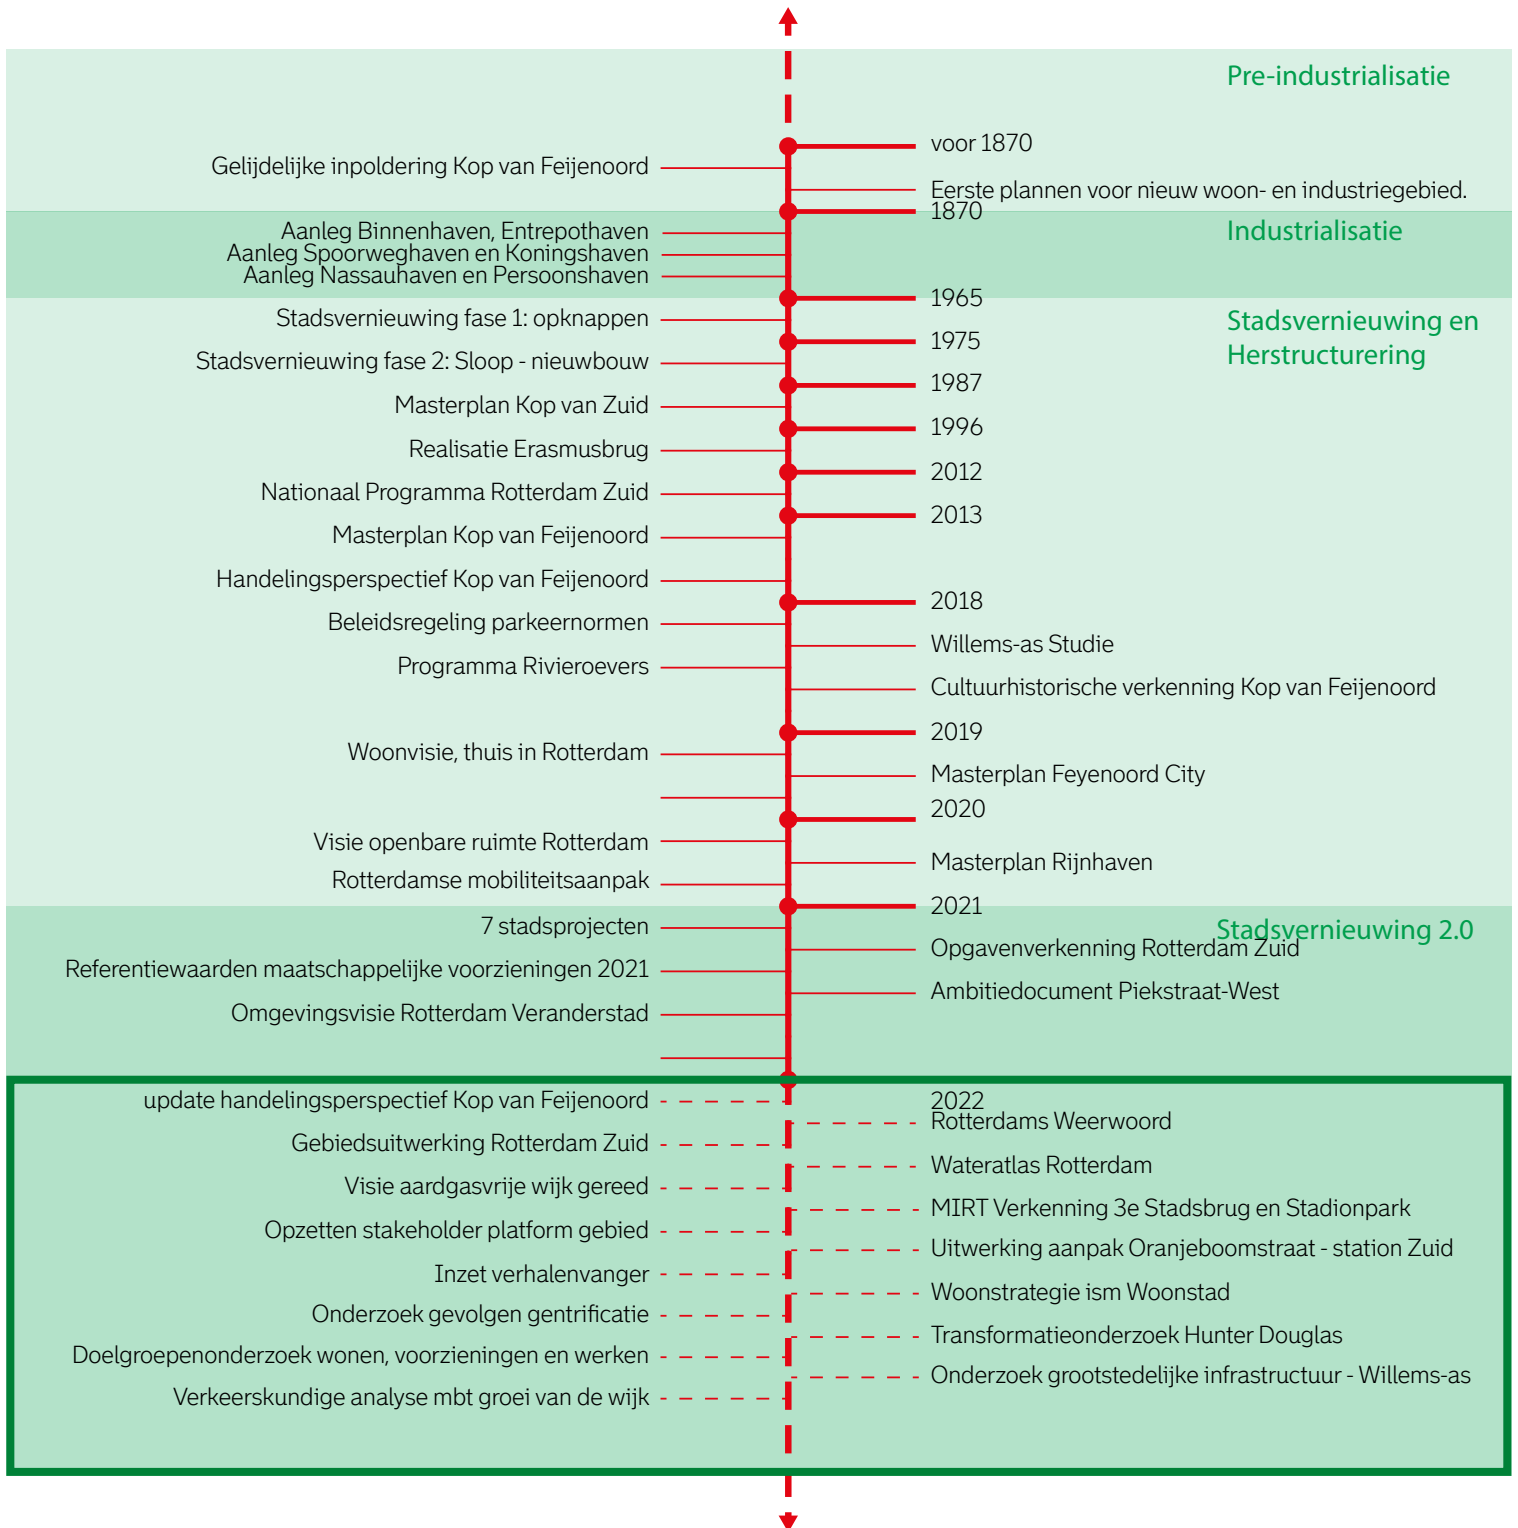 Pre-industrialisatie
voor 1870
Gelijdelijke inpoldering Kop van Feijenoord
Eerste plannen voor nieuw woon- en industriegebied.
1870
Industrialisatie
Aanleg Binnenhaven, Entrepothaven
Aanleg Spoorweghaven en Koningshaven
Aanleg Nassauhaven en Persoonshaven
1965
Stadsvernieuwing en
Herstructurering
Stadsvernieuwing fase 1: opknappen
1975
Stadsvernieuwing fase 2: Sloop - nieuwbouw
1987
Masterplan Kop van Zuid
1996
Realisatie Erasmusbrug
2012
Nationaal Programma Rotterdam Zuid
2013
Masterplan Kop van Feijenoord
Handelingsperspectief Kop van Feijenoord
2018
Beleidsregeling parkeernormen
Willems-as Studie
Programma Rivieroevers
Cultuurhistorische verkenning Kop van Feijenoord
2019
Woonvisie, thuis in Rotterdam
Masterplan Feyenoord City
2020
Visie openbare ruimte Rotterdam
Masterplan Rijnhaven
Rotterdamse mobiliteitsaanpak
2021
7 stadsprojecten
Stadsvernieuwing 2.0
Opgavenverkenning Rotterdam Zuid
Referentiewaarden maatschappelijke voorzieningen 2021
Ambitiedocument Piekstraat-West
Omgevingsvisie Rotterdam Veranderstad
update handelingsperspectief Kop van Feijenoord
2022
Rotterdams Weerwoord
Gebiedsuitwerking Rotterdam Zuid
Wateratlas Rotterdam
Visie aardgasvrije wijk gereed
MIRT Verkenning 3e Stadsbrug en Stadionpark
Opzetten stakeholder platform gebied
Uitwerking aanpak Oranjeboomstraat - station Zuid
Inzet verhalenvanger
Woonstrategie ism Woonstad
Onderzoek gevolgen gentrificatie
Transformatieonderzoek Hunter Douglas
Doelgroepenonderzoek wonen, voorzieningen en werken
Onderzoek grootstedelijke infrastructuur - Willems-as
Verkeerskundige analyse mbt groei van de wijk